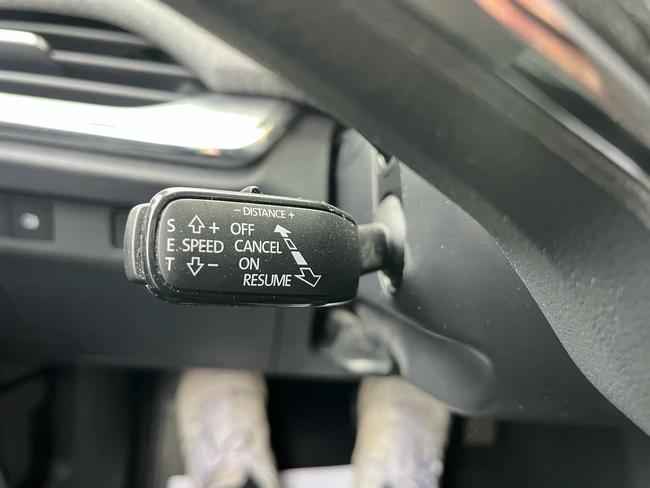 − DISTANCE +
S + OFF
E .SPEED CANCEL
T − ON
RESUME